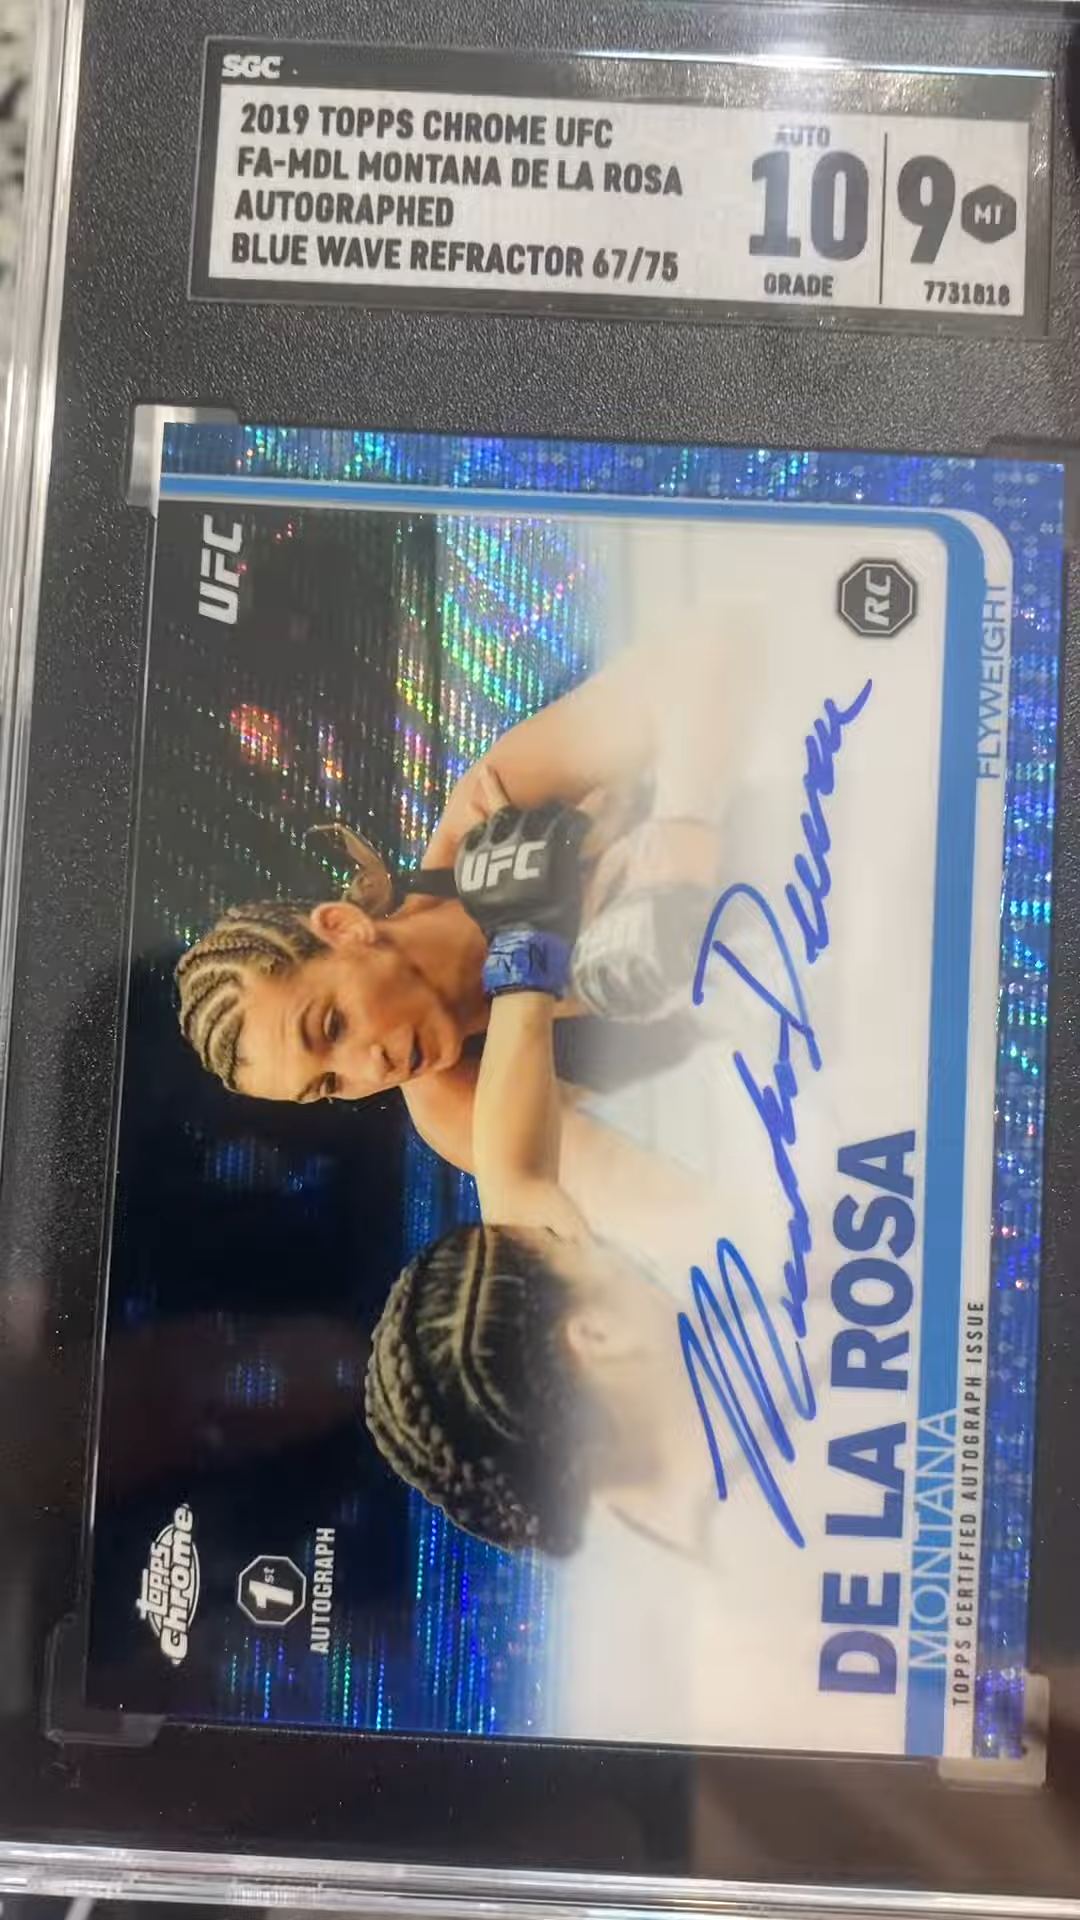 SGC
2019 TOPPS CHROME UFC
FA-MDL MONTANA DE LA ROSA
AUTOGRAPHED
BLUE WAVE REFRACTOR 67/75
AUTO
10
GRADE
9
MT
7731818
UFC
RC
FLYWEIGHT
UFC
Topps
Chrome
1st
AUTOGRAPH
DE LA ROSA
MONTANA
TOPPS CERTIFIED AUTOGRAPH ISSUE